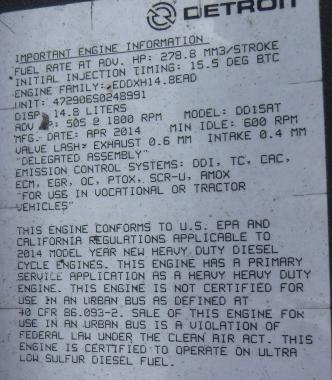 DETROIT
IMPORTANT ENGINE INFORMATION
FUEL RATE AT ADV. HP: 278.8 MM3/STROKE
INITIAL INJECTION TIMING: 15.5 DEG BTC
ENGINE FAMILY: EDDXH14.8EAD
UNIT: 472906S0248991
DISP 14.8 LITERS
ADV HP: 505 @ 1800 RPM MODEL: DD15AT
MFG. DATE: APR 2014 MIN IDLE: 600 RPM
VALVE LASH: EXHAUST 0.6 MM INTAKE 0.4 MM
"DELEGATED ASSEMBLY"
EMISSION CONTROL SYSTEMS: DDI, TC, CAC,
ECM, EGR, OC, PTOX, SCR-U, AMOX
"FOR USE IN VOCATIONAL OR TRACTOR
VEHICLES"
THIS ENGINE CONFORMS TO U.S. EPA AND
CALIFORNIA REGULATIONS APPLICABLE TO
2014 MODEL YEAR NEW HEAVY DUTY DIESEL
CYCLE ENGINES. THIS ENGINE HAS A PRIMARY
SERVICE APPLICATION AS A HEAVY HEAVY DUTY
ENGINE. THIS ENGINE IS NOT CERTIFIED FOR
USE IN AN URBAN BUS AS DEFINED AT
40 CFR 86.093-2. SALE OF THIS ENGINE FOR
USE IN AN URBAN BUS IS A VIOLATION OF
FEDERAL LAW UNDER THE CLEAN AIR ACT. THIS
ENGINE IS CERTIFIED TO OPERATE ON ULTRA
LOW SULFUR DIESEL FUEL.